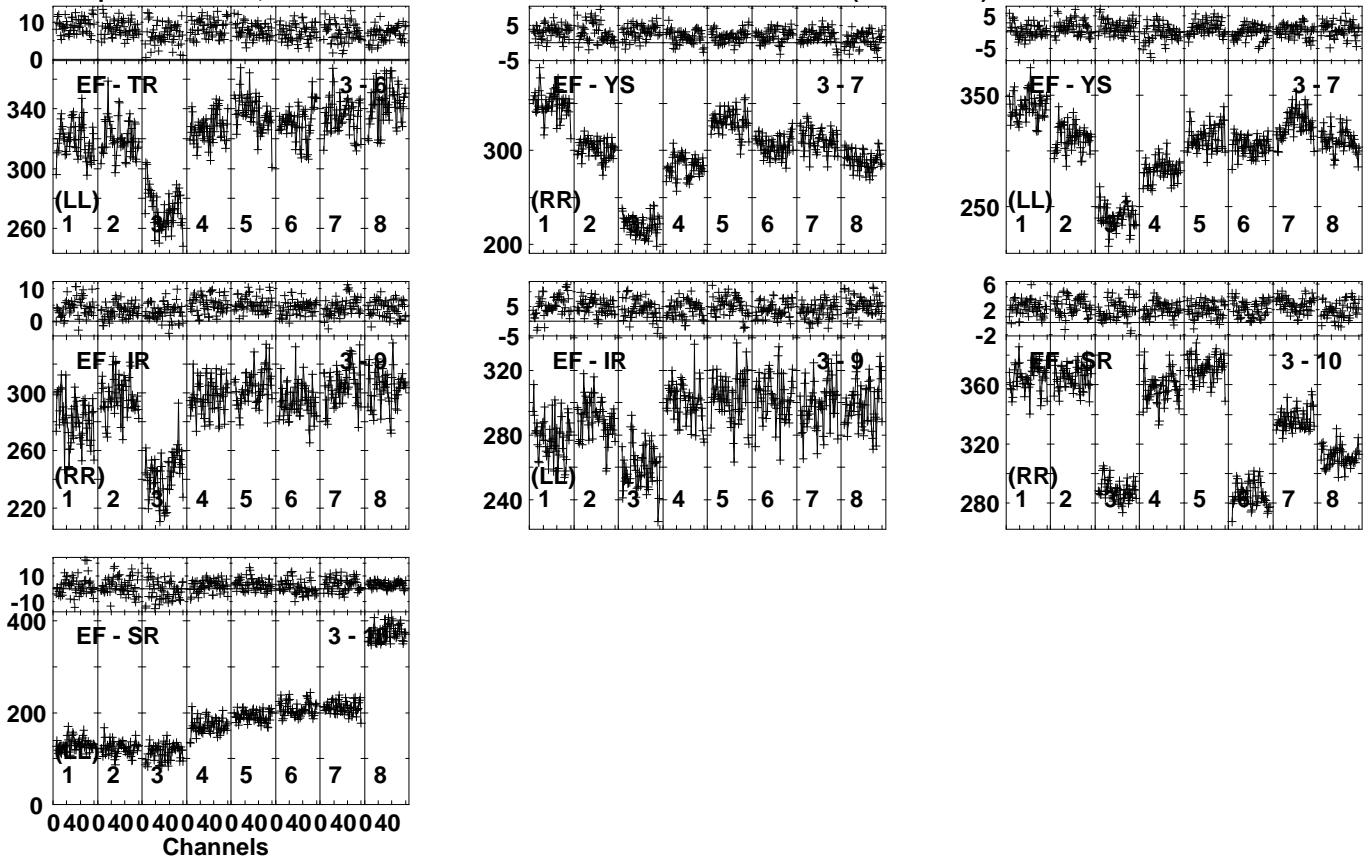 10
0
EF - TR 3 - 6
340
300
260
(LL)
1 2 3 4 5 6 7 8
5
-5
EF - YS 3 - 7
300
200
(RR)
1 2 3 4 5 6 7 8
5
-5
EF - YS 3 - 7
350
250
(LL)
1 2 3 4 5 6 7 8
10
0
EF - IR 3 - 9
300
260
220
(RR)
1 2 3 4 5 6 7 8
5
-5
EF - IR 3 - 9
320
280
240
(LL)
1 2 3 4 5 6 7 8
6
2
-2
EF - SR 3 - 10
360
320
280
(RR)
1 2 3 4 5 6 7 8
10
-10
EF - SR 3 - 10
400
200
0
(LL)
1 2 3 4 5 6 7 8
0 40 0 40 0 40 0 40 0 40 0 40 0 40 0 40
Channels